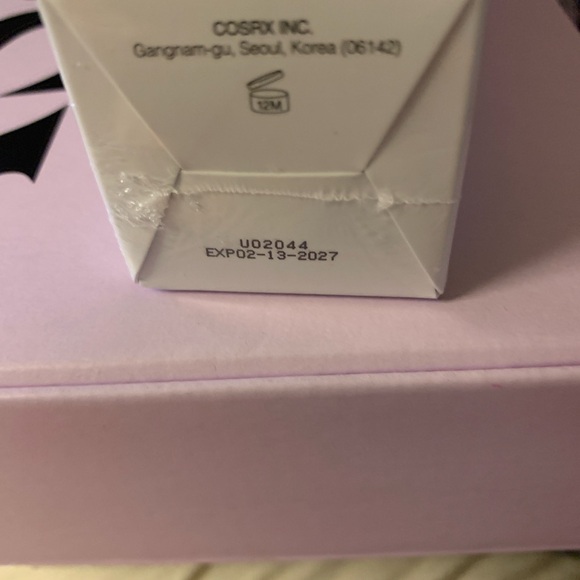 COSRX INC.
Gangnam-gu, Seoul, Korea (06142)
12M
U02044
EXP02-13-2027